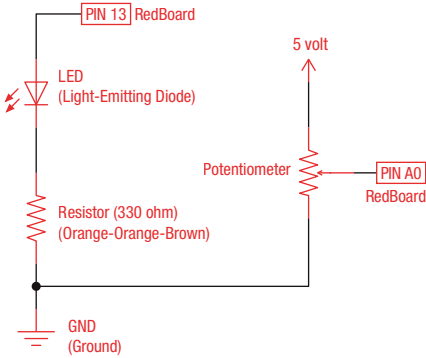 PIN 13 RedBoard
5 volt
LED
(Light-Emitting Diode)
Potentiometer
PIN A0
RedBoard
Resistor (330 ohm)
(Orange-Orange-Brown)
GND
(Ground)